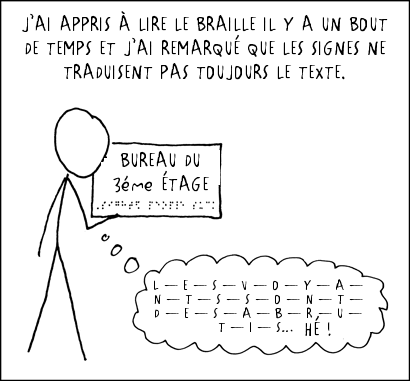 J'AI APPRIS À LIRE LE BRAILLE IL Y A UN BOUT
DE TEMPS ET J'AI REMARQUÉ QUE LES SIGNES NE
TRADUISENT PAS TOUJOURS LE TEXTE.
BUREAU DU
3éme ÉTAGE
L—E—S—V—O—Y—A—
N—T—S—S—O—N—T—
D—E—S—A—B—R—U—
T—I—S... HÉ !